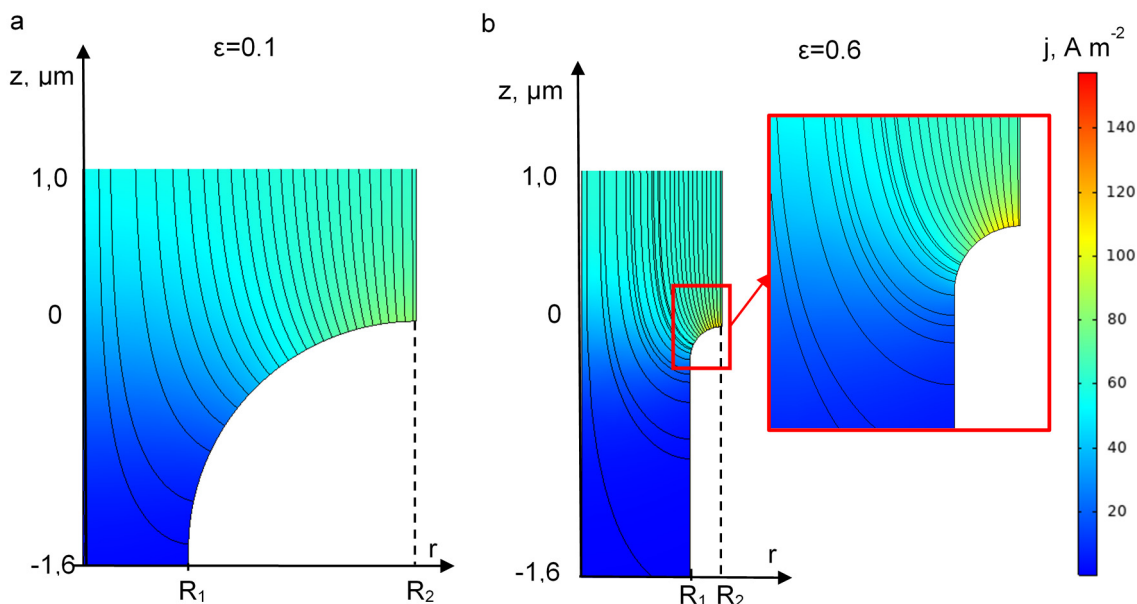 a
ε=0.1
z, µm
1,0
0
-1,6
R₁
R₂
r
b
ε=0.6
z, µm
1,0
0
-1,6
R₁
R₂
r
j, A m⁻²
140
120
100
80
60
40
20